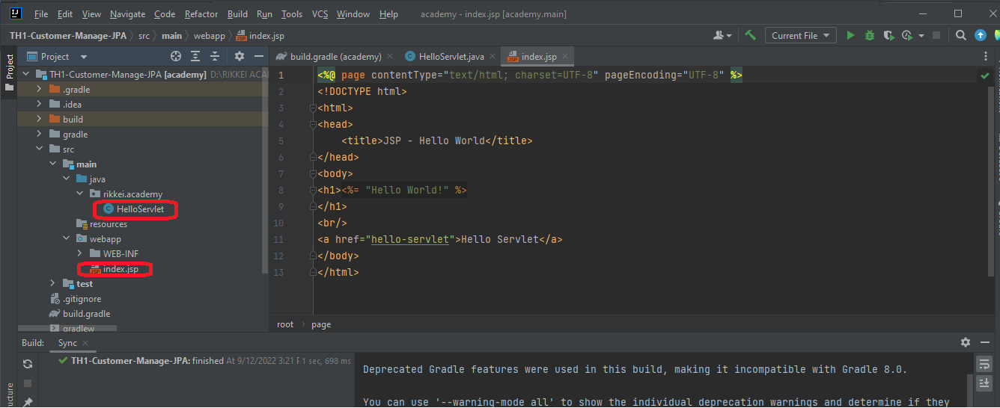 IJ File Edit View Navigate Code Refactor Build Run Tools VCS Window Help academy - index.jsp [academy.main]
TH1-Customer-Manage-JPA src main webapp index.jsp Current File
Project
Project build.gradle (academy) HelloServlet.java index.jsp
TH1-Customer-Manage-JPA [academy] D:\RIKKEI ACA
.gradle
.idea
build
gradle
src
main
java
rikkei.academy
HelloServlet
resources
webapp
WEB-INF
index.jsp
test
.gitignore
build.gradle
gradlew
1 <%@ page contentType="text/html; charset=UTF-8" pageEncoding="UTF-8" %>
2 <!DOCTYPE html>
3 <html>
4 <head>
5 <title>JSP - Hello World</title>
6 </head>
7 <body>
8 <h1><%= "Hello World!" %>
9 </h1>
10 <br/>
11 <a href="hello-servlet">Hello Servlet</a>
12 </body>
13 </html>
root page
Build: Sync
TH1-Customer-Manage-JPA: finished At 9/12/2022 3:21 P 1 sec, 698 ms
Deprecated Gradle features were used in this build, making it incompatible with Gradle 8.0.
You can use '--warning-mode all' to show the individual deprecation warnings and determine if they